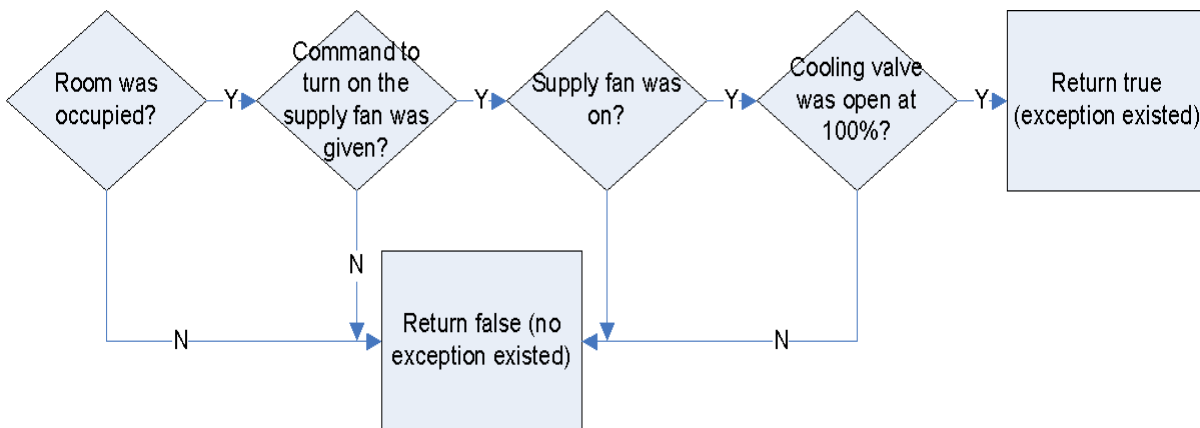 Room was
occupied?
Y
Command to
turn on the
supply fan was
given?
Y
Supply fan was
on?
Y
Cooling valve
was open at
100%?
Y
Return true
(exception existed)
N
N
Return false (no
exception existed)
N